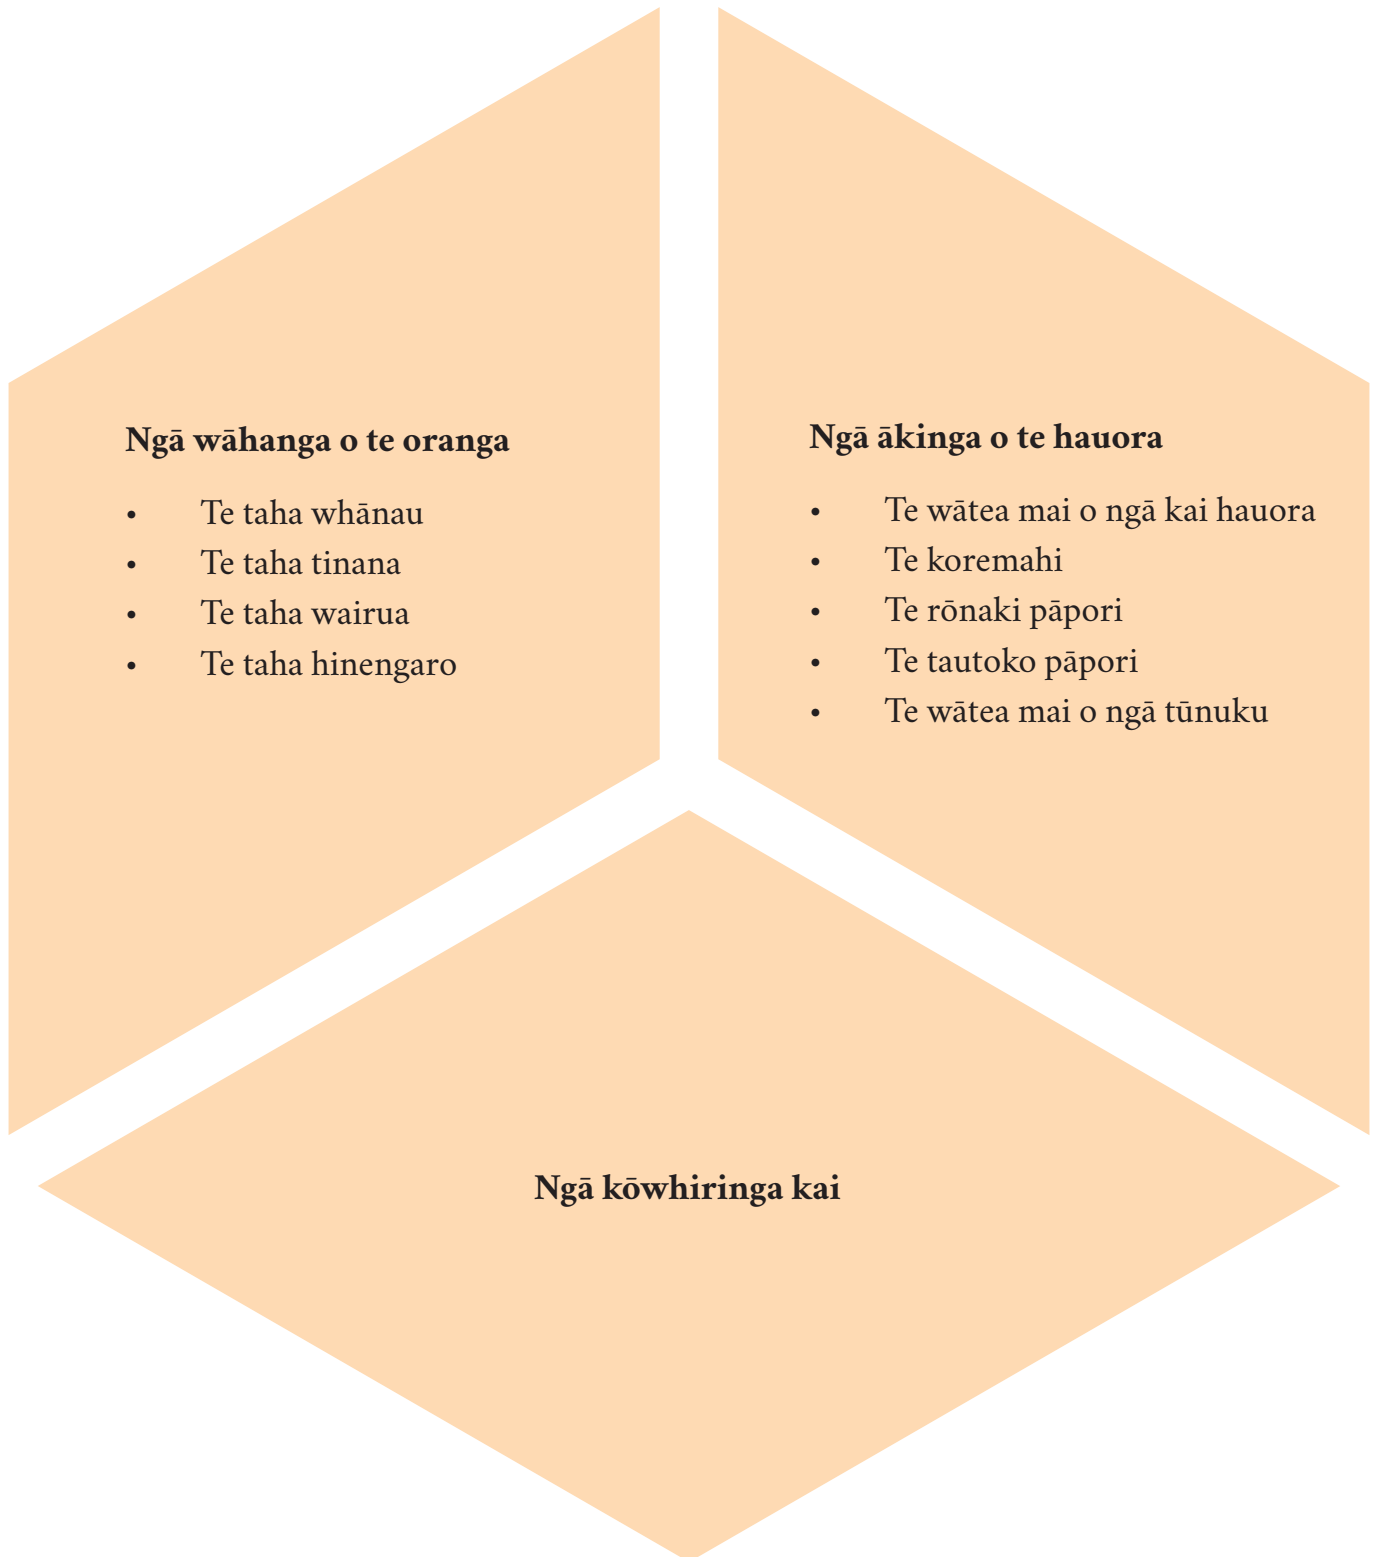 Ngā wāhanga o te oranga
• Te taha whānau
• Te taha tinana
• Te taha wairua
• Te taha hinengaro
Ngā ākinga o te hauora
• Te wātea mai o ngā kai hauora
• Te koremahi
• Te rōnaki pāpori
• Te tautoko pāpori
• Te wātea mai o ngā tūnuku
Ngā kōwhiringa kai